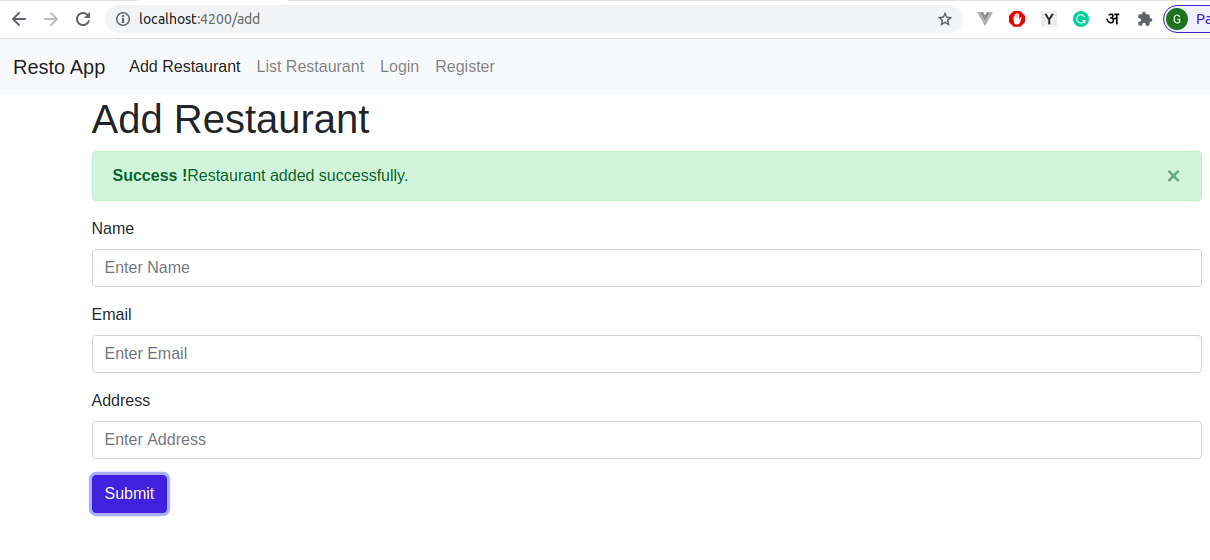 localhost:4200/add
Y G अ G Pa
Resto App Add Restaurant List Restaurant Login Register
Add Restaurant
Success !Restaurant added successfully. ×
Name
Enter Name
Email
Enter Email
Address
Enter Address
Submit